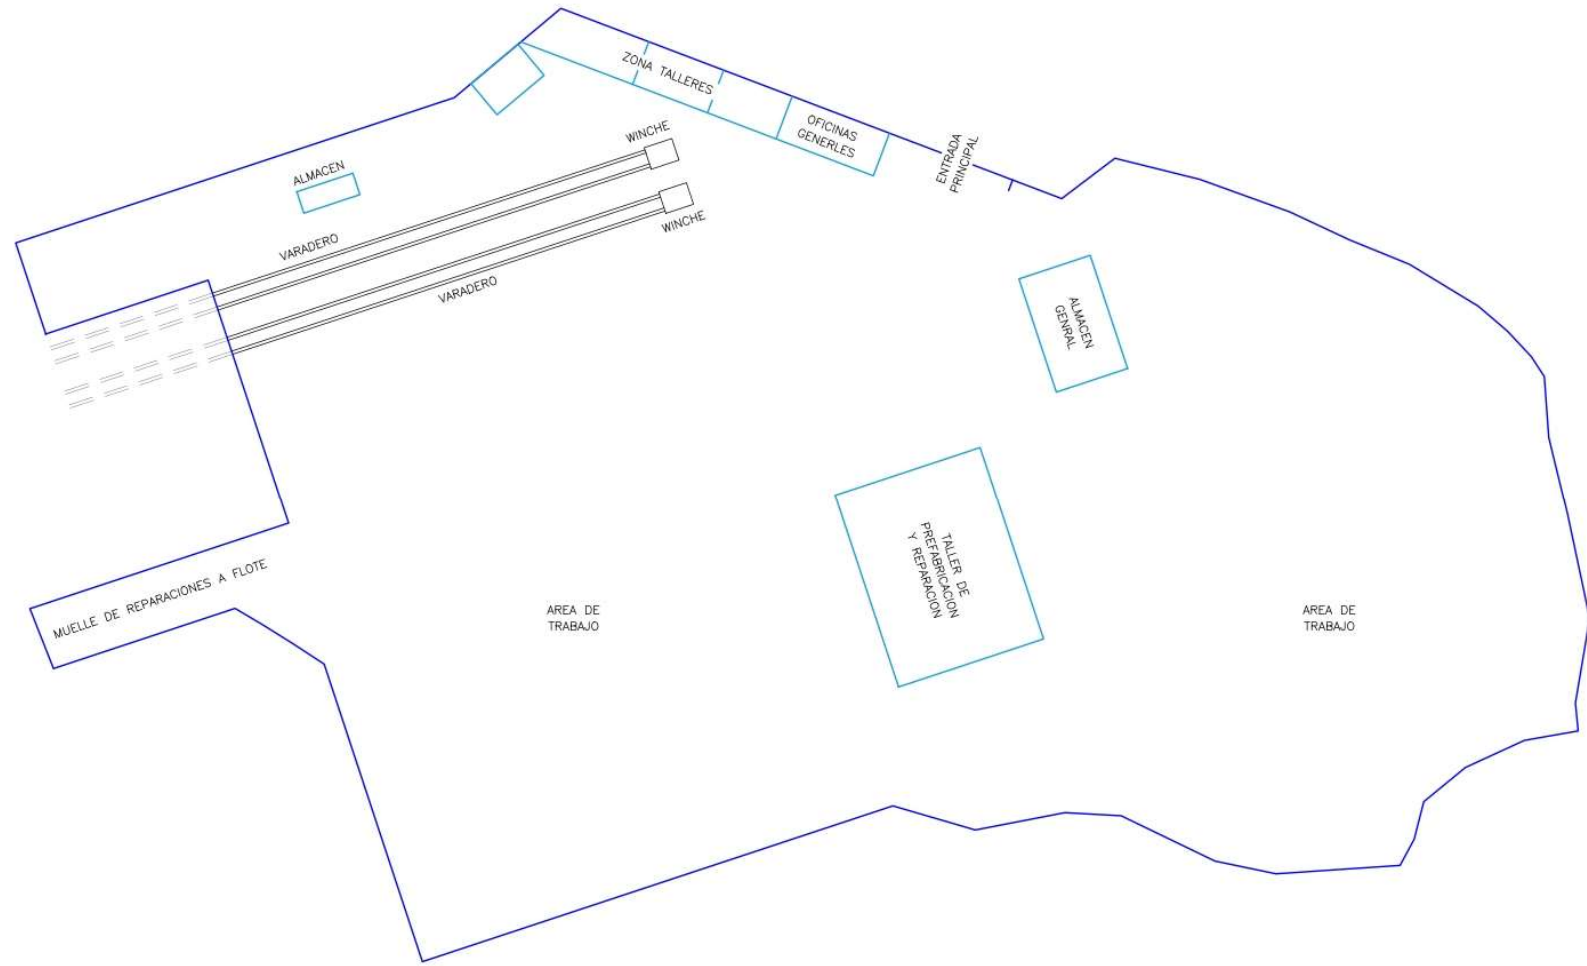 ZONA TALLERES
OFICINAS
GENERLES
ENTRADA
PRINCIPAL
WINCHE
ALMACEN
WINCHE
VARADERO
VARADERO
ALMACEN
GENRAL
TALLER DE
PREFABRICACION
Y REPARACION
MUELLE DE REPARACIONES A FLOTE
AREA DE
TRABAJO
AREA DE
TRABAJO